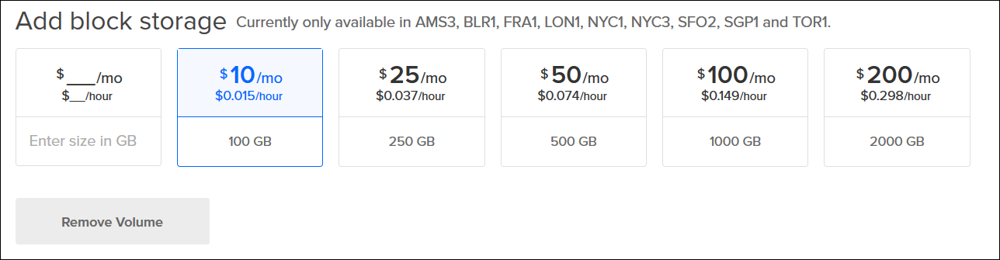 Add block storage Currently only available in AMS3, BLR1, FRA1, LON1, NYC1, NYC3, SFO2, SGP1 and TOR1.
$___/mo
$__/hour
Enter size in GB
$10/mo
$0.015/hour
100 GB
$25/mo
$0.037/hour
250 GB
$50/mo
$0.074/hour
500 GB
$100/mo
$0.149/hour
1000 GB
$200/mo
$0.298/hour
2000 GB
Remove Volume